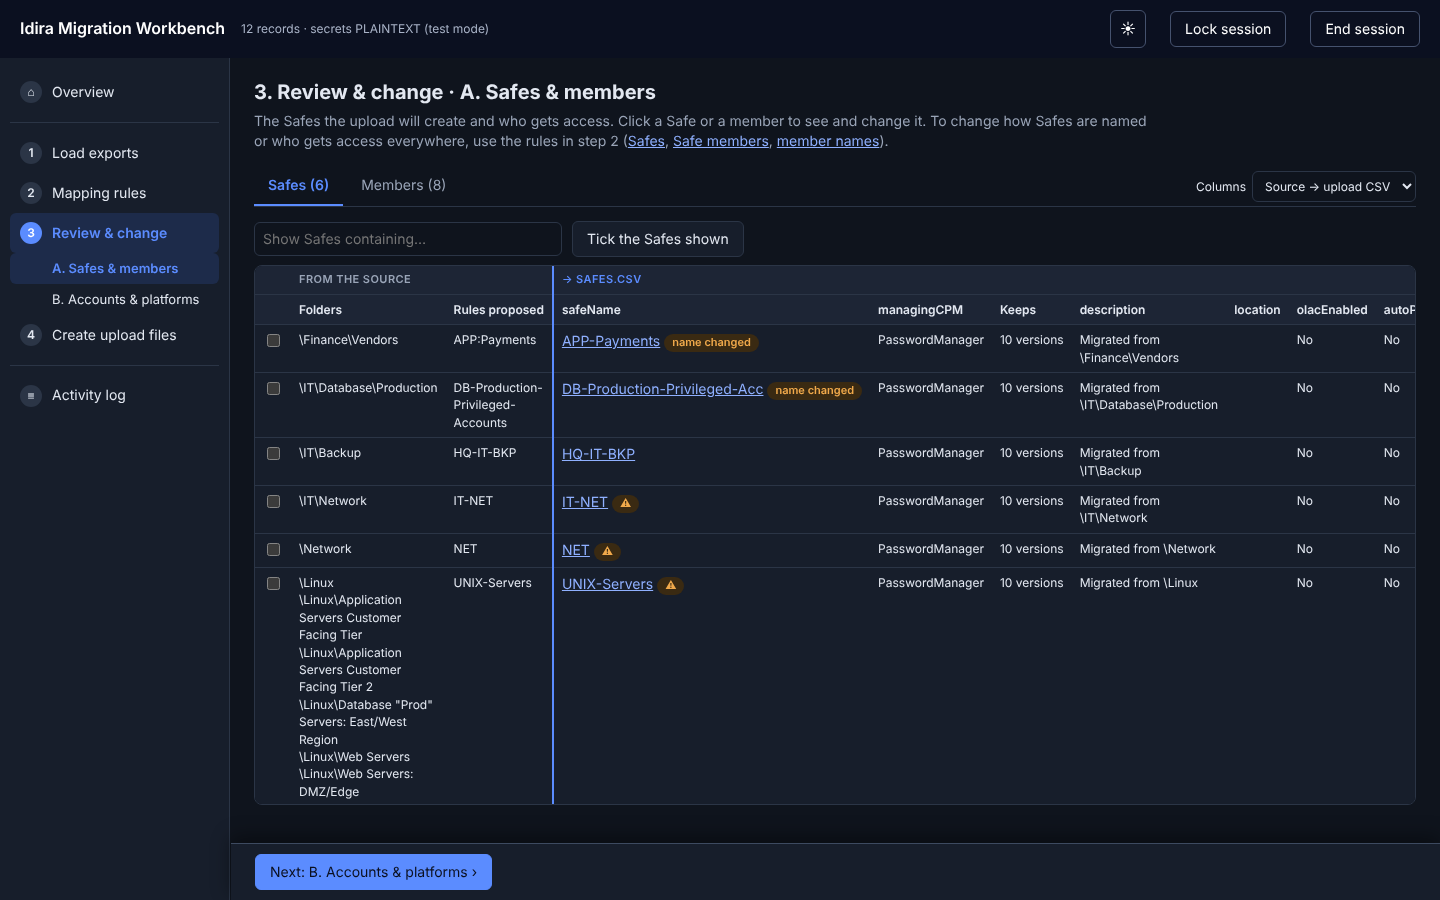 Idira Migration Workbench
12 records · secrets PLAINTEXT (test mode)
☀
Lock session
End session
Overview
1 Load exports
2 Mapping rules
3 Review & change
A. Safes & members
B. Accounts & platforms
4 Create upload files
Activity log
3. Review & change · A. Safes & members
The Safes the upload will create and who gets access. Click a Safe or a member to see and change it. To change how Safes are named
or who gets access everywhere, use the rules in step 2 (Safes, Safe members, member names).
Safes (6)
Members (8)
Columns
Source → upload CSV
Show Safes containing...
Tick the Safes shown
FROM THE SOURCE
→ SAFES.CSV
Folders Rules proposed safeName managingCPM Keeps description location olacEnabled autoP
\Finance\Vendors APP:Payments APP-Payments name changed PasswordManager 10 versions Migrated from No No
\Finance\Vendors
\IT\Database\Production DB-Production- DB-Production-Privileged-Acc name changed PasswordManager 10 versions Migrated from No No
Privileged- \IT\Database\Production
Accounts
\IT\Backup HQ-IT-BKP HQ-IT-BKP PasswordManager 10 versions Migrated from No No
\IT\Backup
\IT\Network IT-NET IT-NET ⚠ PasswordManager 10 versions Migrated from No No
\IT\Network
\Network NET NET ⚠ PasswordManager 10 versions Migrated from \Network No No
\Linux UNIX-Servers UNIX-Servers ⚠ PasswordManager 10 versions Migrated from \Linux No No
\Linux\Application
Servers Customer
Facing Tier
\Linux\Application
Servers Customer
Facing Tier 2
\Linux\Database "Prod"
Servers: East/West
Region
\Linux\Web Servers
\Linux\Web Servers:
DMZ/Edge
Next: B. Accounts & platforms ›